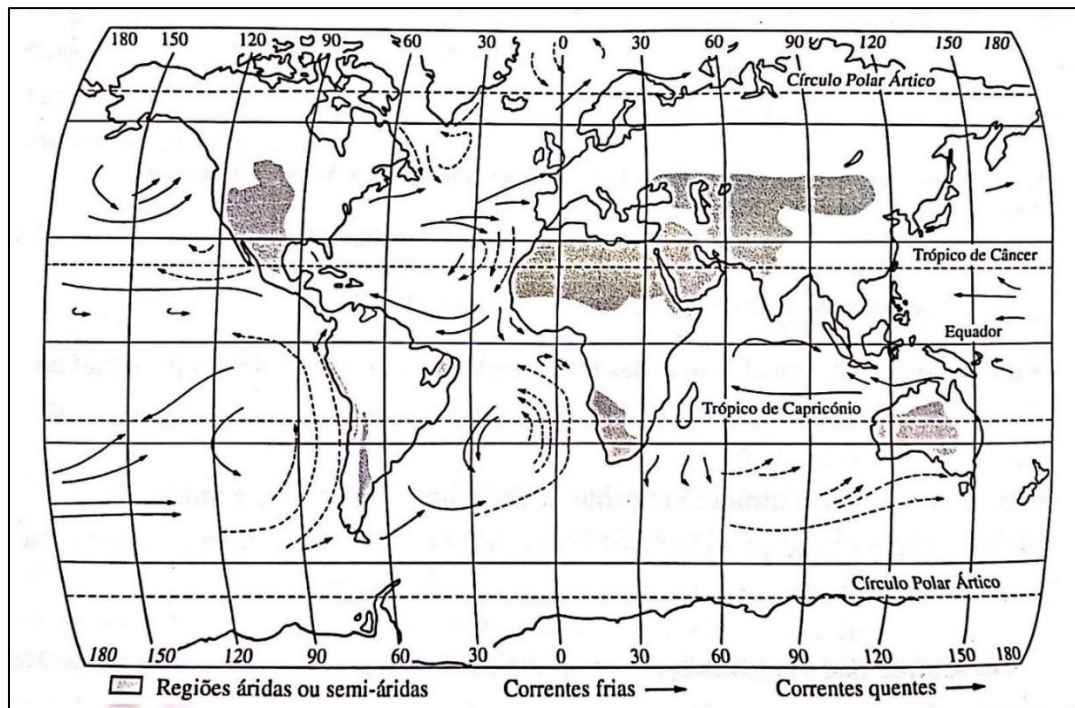 180 150 120 90 60 30 0 30 60 90 120 150 180
Círculo Polar Ártico
Trópico de Câncer
Equador
Trópico de Capricónio
Círculo Polar Ártico
180 150 120 90 60 30 0 30 60 90 120 150 180
Regiões áridas ou semi-áridas Correntes frias Correntes quentes